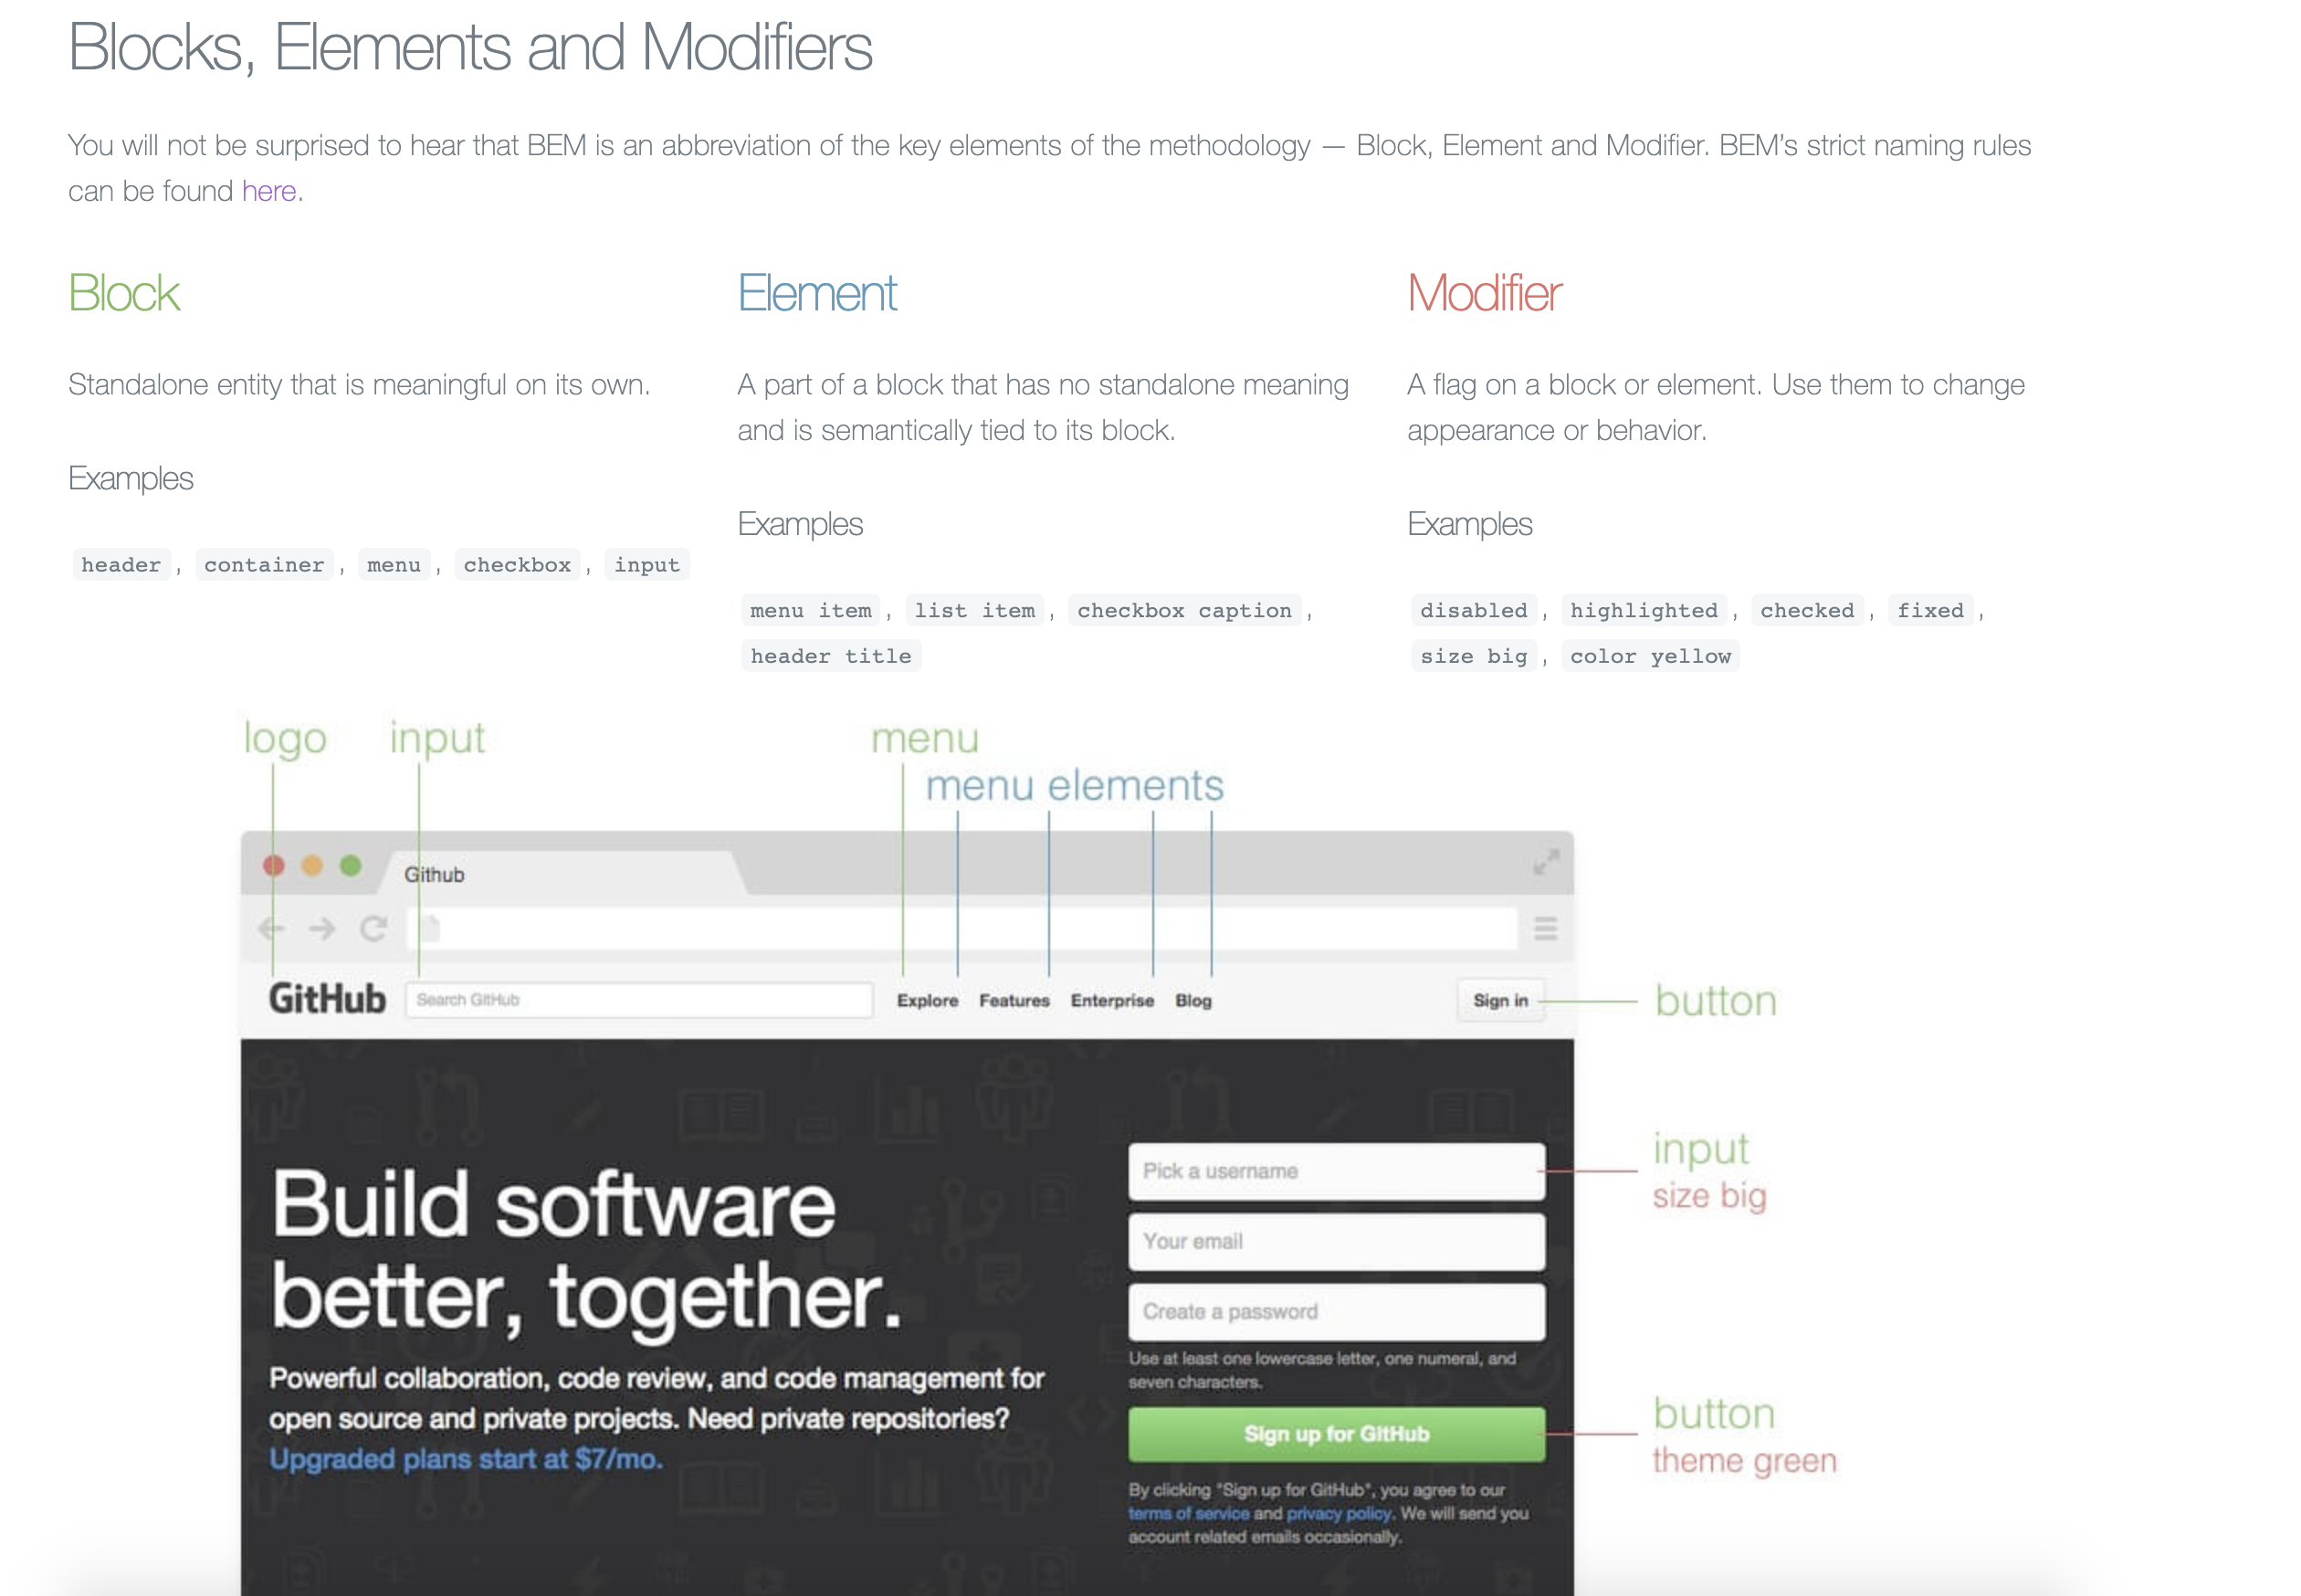 Blocks, Elements and Modifiers
You will not be surprised to hear that BEM is an abbreviation of the key elements of the methodology — Block, Element and Modifier. BEM’s strict naming rules
can be found here.
Block
Standalone entity that is meaningful on its own.
Examples
header , container , menu , checkbox , input
Element
A part of a block that has no standalone meaning
and is semantically tied to its block.
Examples
menu item , list item , checkbox caption ,
header title
Modifier
A flag on a block or element. Use them to change
appearance or behavior.
Examples
disabled , highlighted , checked , fixed ,
size big , color yellow
logo input menu
menu elements
Github
GitHub Search GitHub Explore Features Enterprise Blog Sign in button
Build software
better, together.
Powerful collaboration, code review, and code management for
open source and private projects. Need private repositories?
Upgraded plans start at $7/mo.
Pick a username
input
size big
Your email
Create a password
Use at least one lowercase letter, one numeral, and
seven characters.
Sign up for GitHub
button
theme green
By clicking "Sign up for GitHub", you agree to our
terms of service and privacy policy. We will send you
account related emails occasionally.